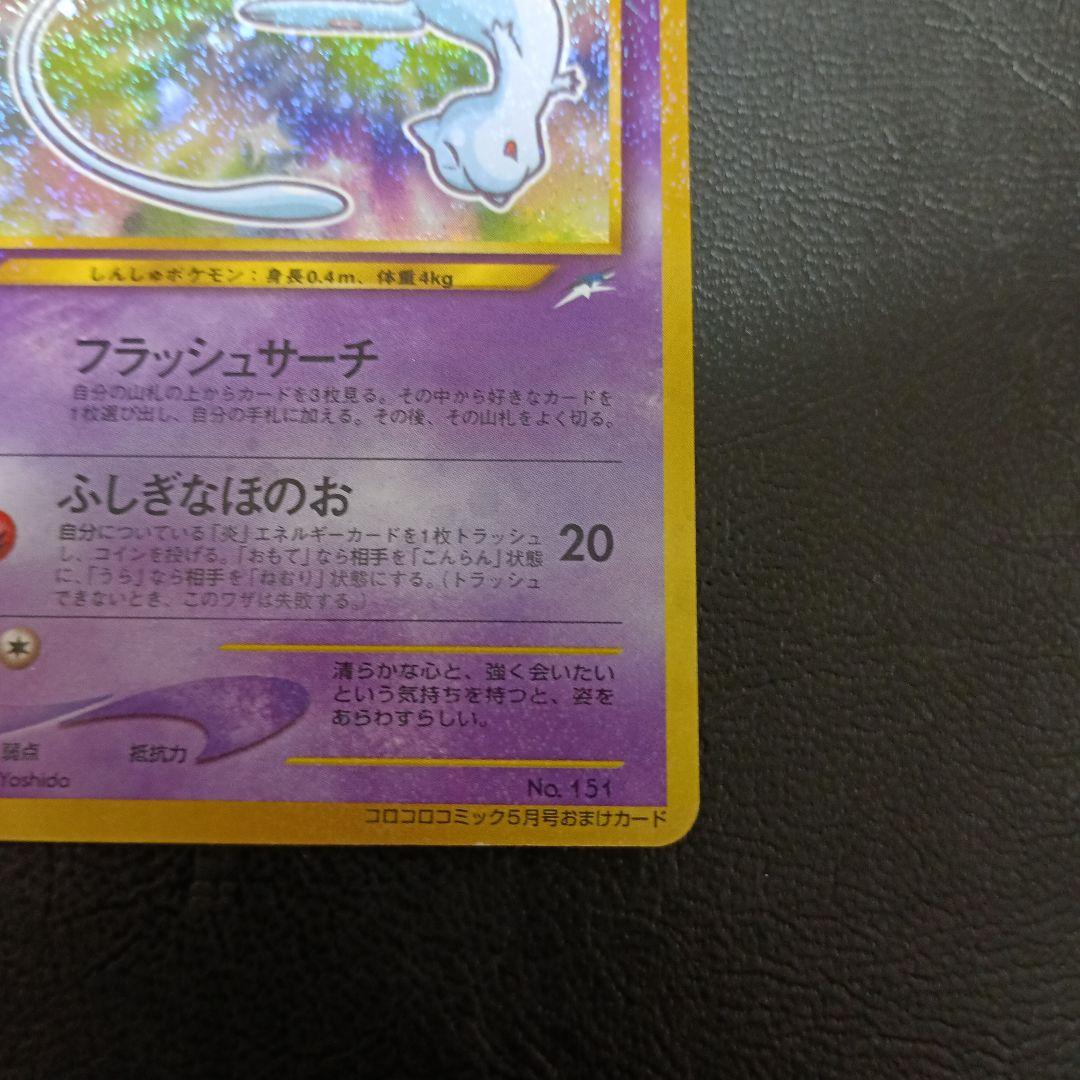 しんしゅポケモン：身長0.4m、体重4kg
フラッシュサーチ
自分の山札の上からカードを3枚見る。その中から好きなカードを
1枚選び出し、自分の手札に加える。その後、その山札をよく切る。
ふしぎなほのお
20
自分についている「炎」エネルギーカードを1枚トラッシュ
し、コインを投げる。「おもて」なら相手を「こんらん」状態
に、「うら」なら相手を「ねむり」状態にする。（トラッシュ
できないとき、このワザは失敗する。）
清らかな心と、強く会いたい
という気持ちを持つと、姿を
あらわすらしい。
弱点 抵抗力
Yoshida
No. 151
コロコロコミック5月号おまけカード